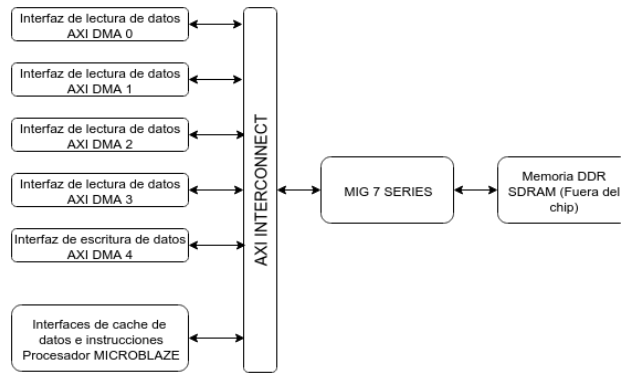 Interfaz de lectura de datos
AXI DMA 0
Interfaz de lectura de datos
AXI DMA 1
Interfaz de lectura de datos
AXI DMA 2
Interfaz de lectura de datos
AXI DMA 3
Interfaz de escritura de datos
AXI DMA 4
Interfaces de cache de
datos e instrucciones
Procesador MICROBLAZE
AXI INTERCONNECT
MIG 7 SERIES
Memoria DDR
SDRAM (Fuera del
chip)